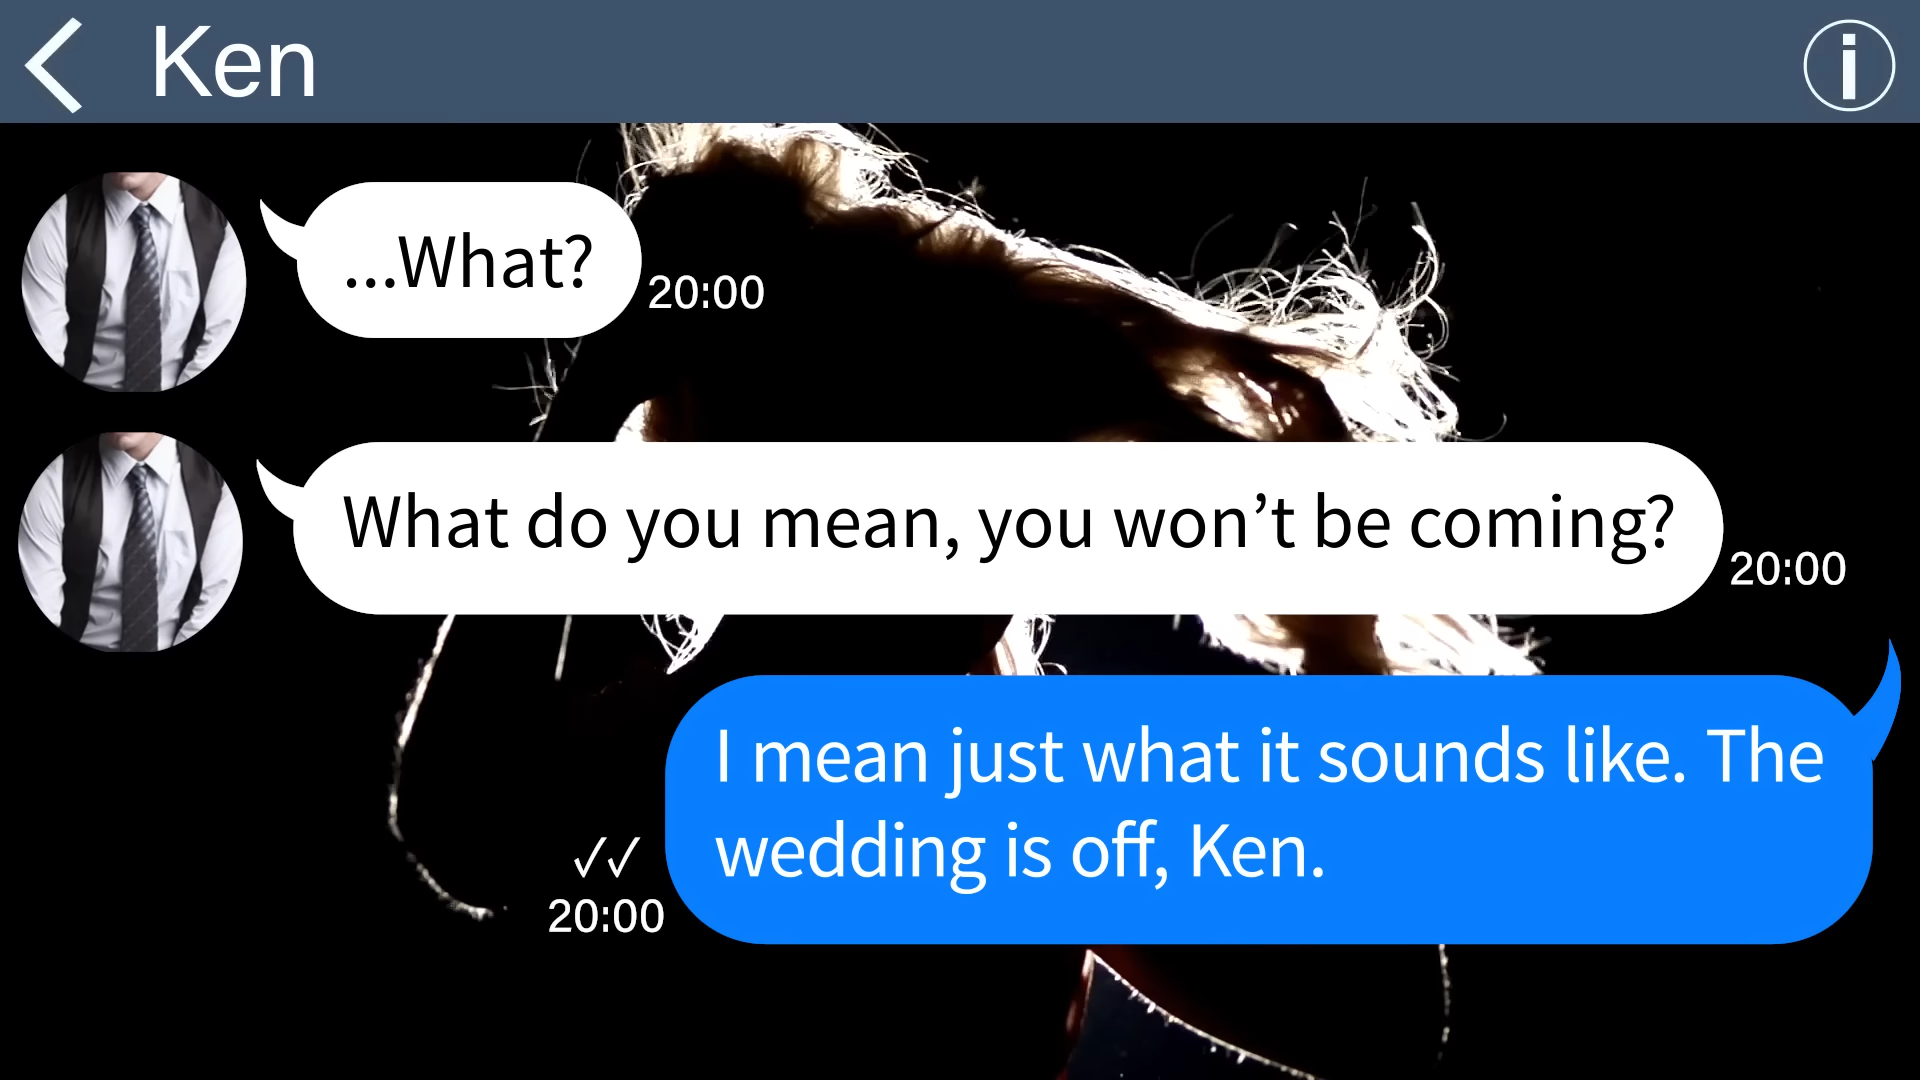 Ken
...What?
20:00
What do you mean, you won’t be coming?
20:00
I mean just what it sounds like. The
wedding is off, Ken.
20:00